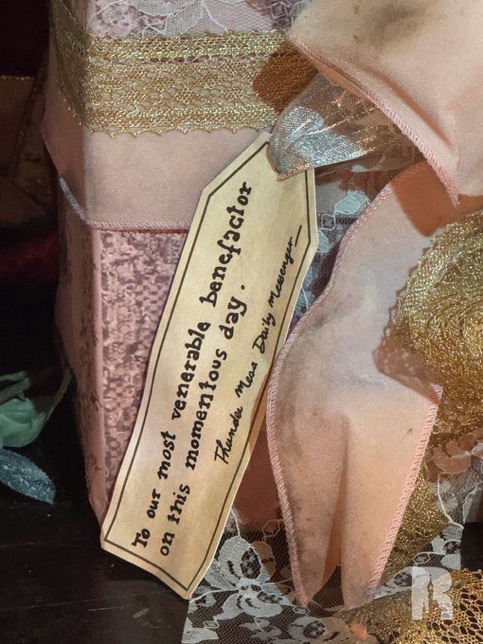 To our most venerable benefactor
on this momentous day.
Thunder Mesa Daily Messenger
R